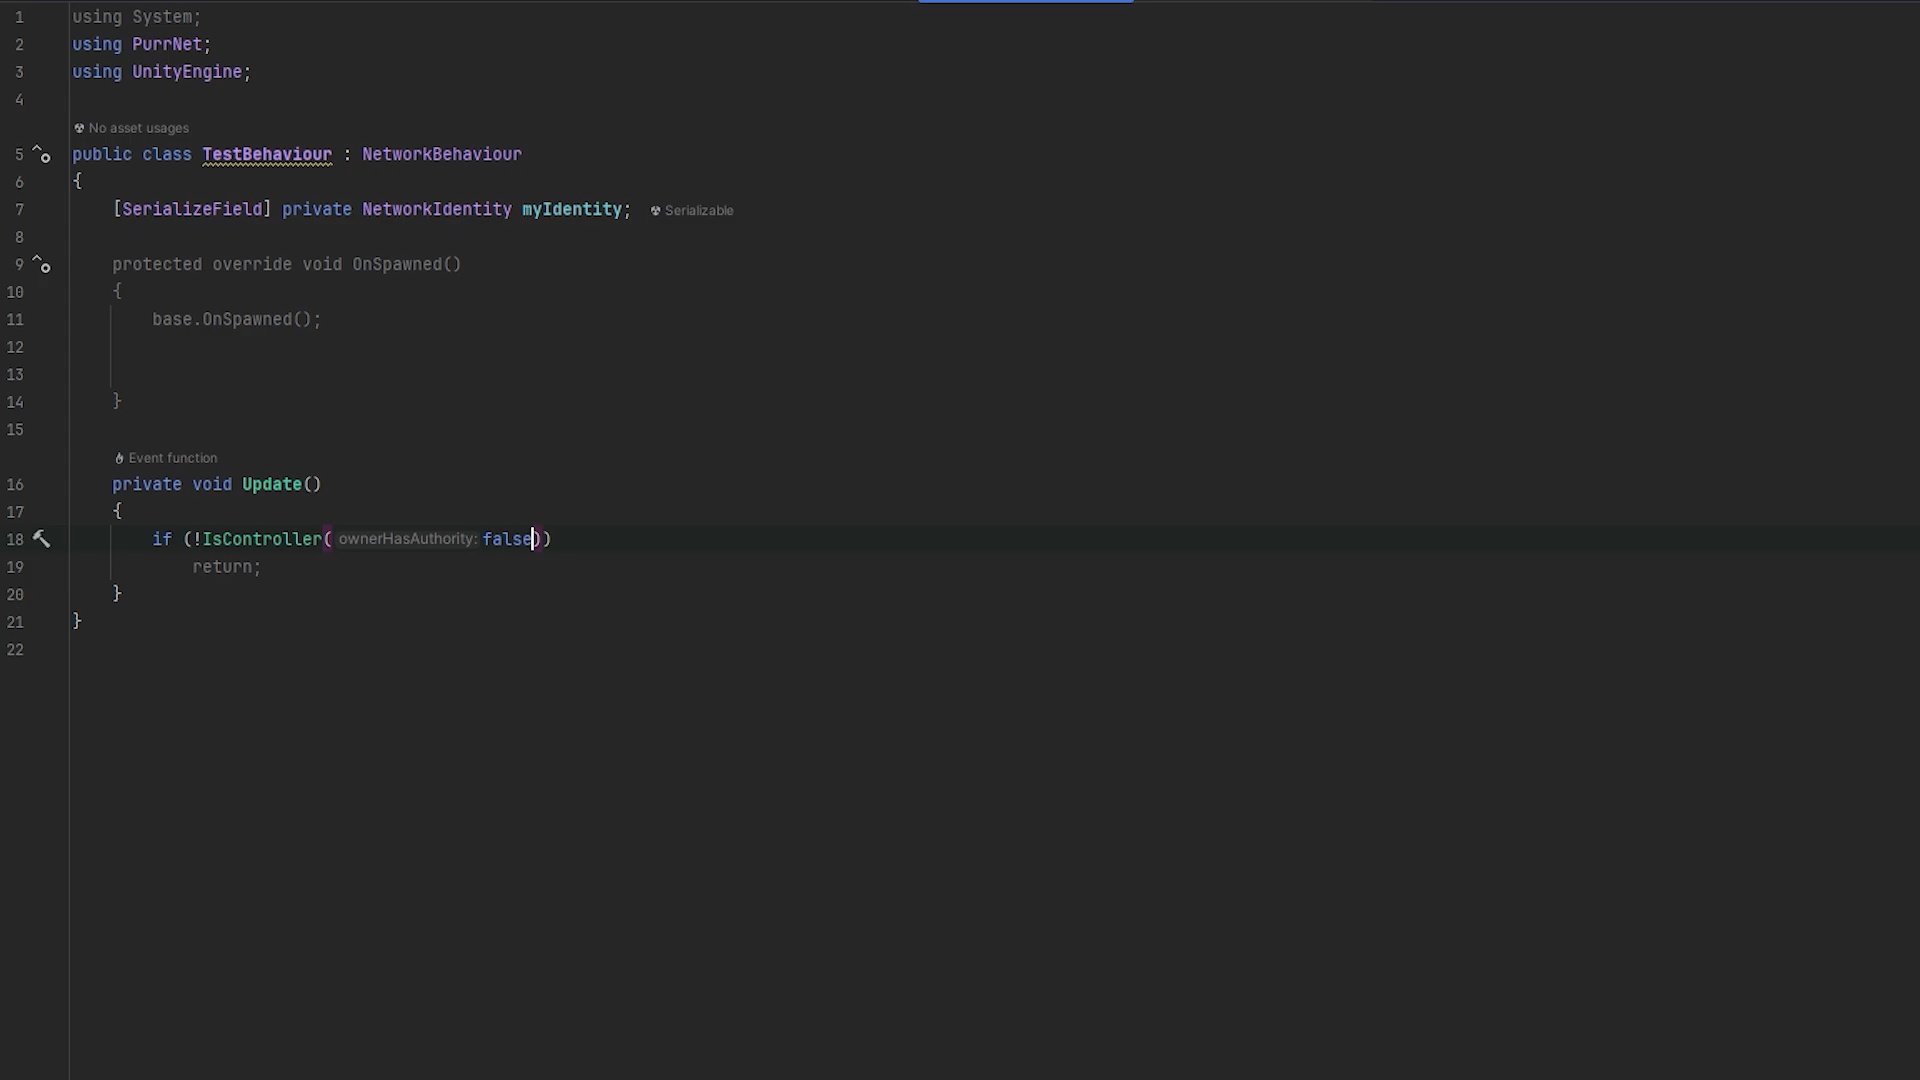 1 using System;
2 using PurrNet;
3 using UnityEngine;
4
No asset usages
5 public class TestBehaviour : NetworkBehaviour
6 {
7 [SerializeField] private NetworkIdentity myIdentity; Serializable
8
9 protected override void OnSpawned()
10 {
11 base.OnSpawned();
12
13
14 }
15
Event function
16 private void Update()
17 {
18 if (!IsController( ownerHasAuthority: false))
19 return;
20 }
21 }
22